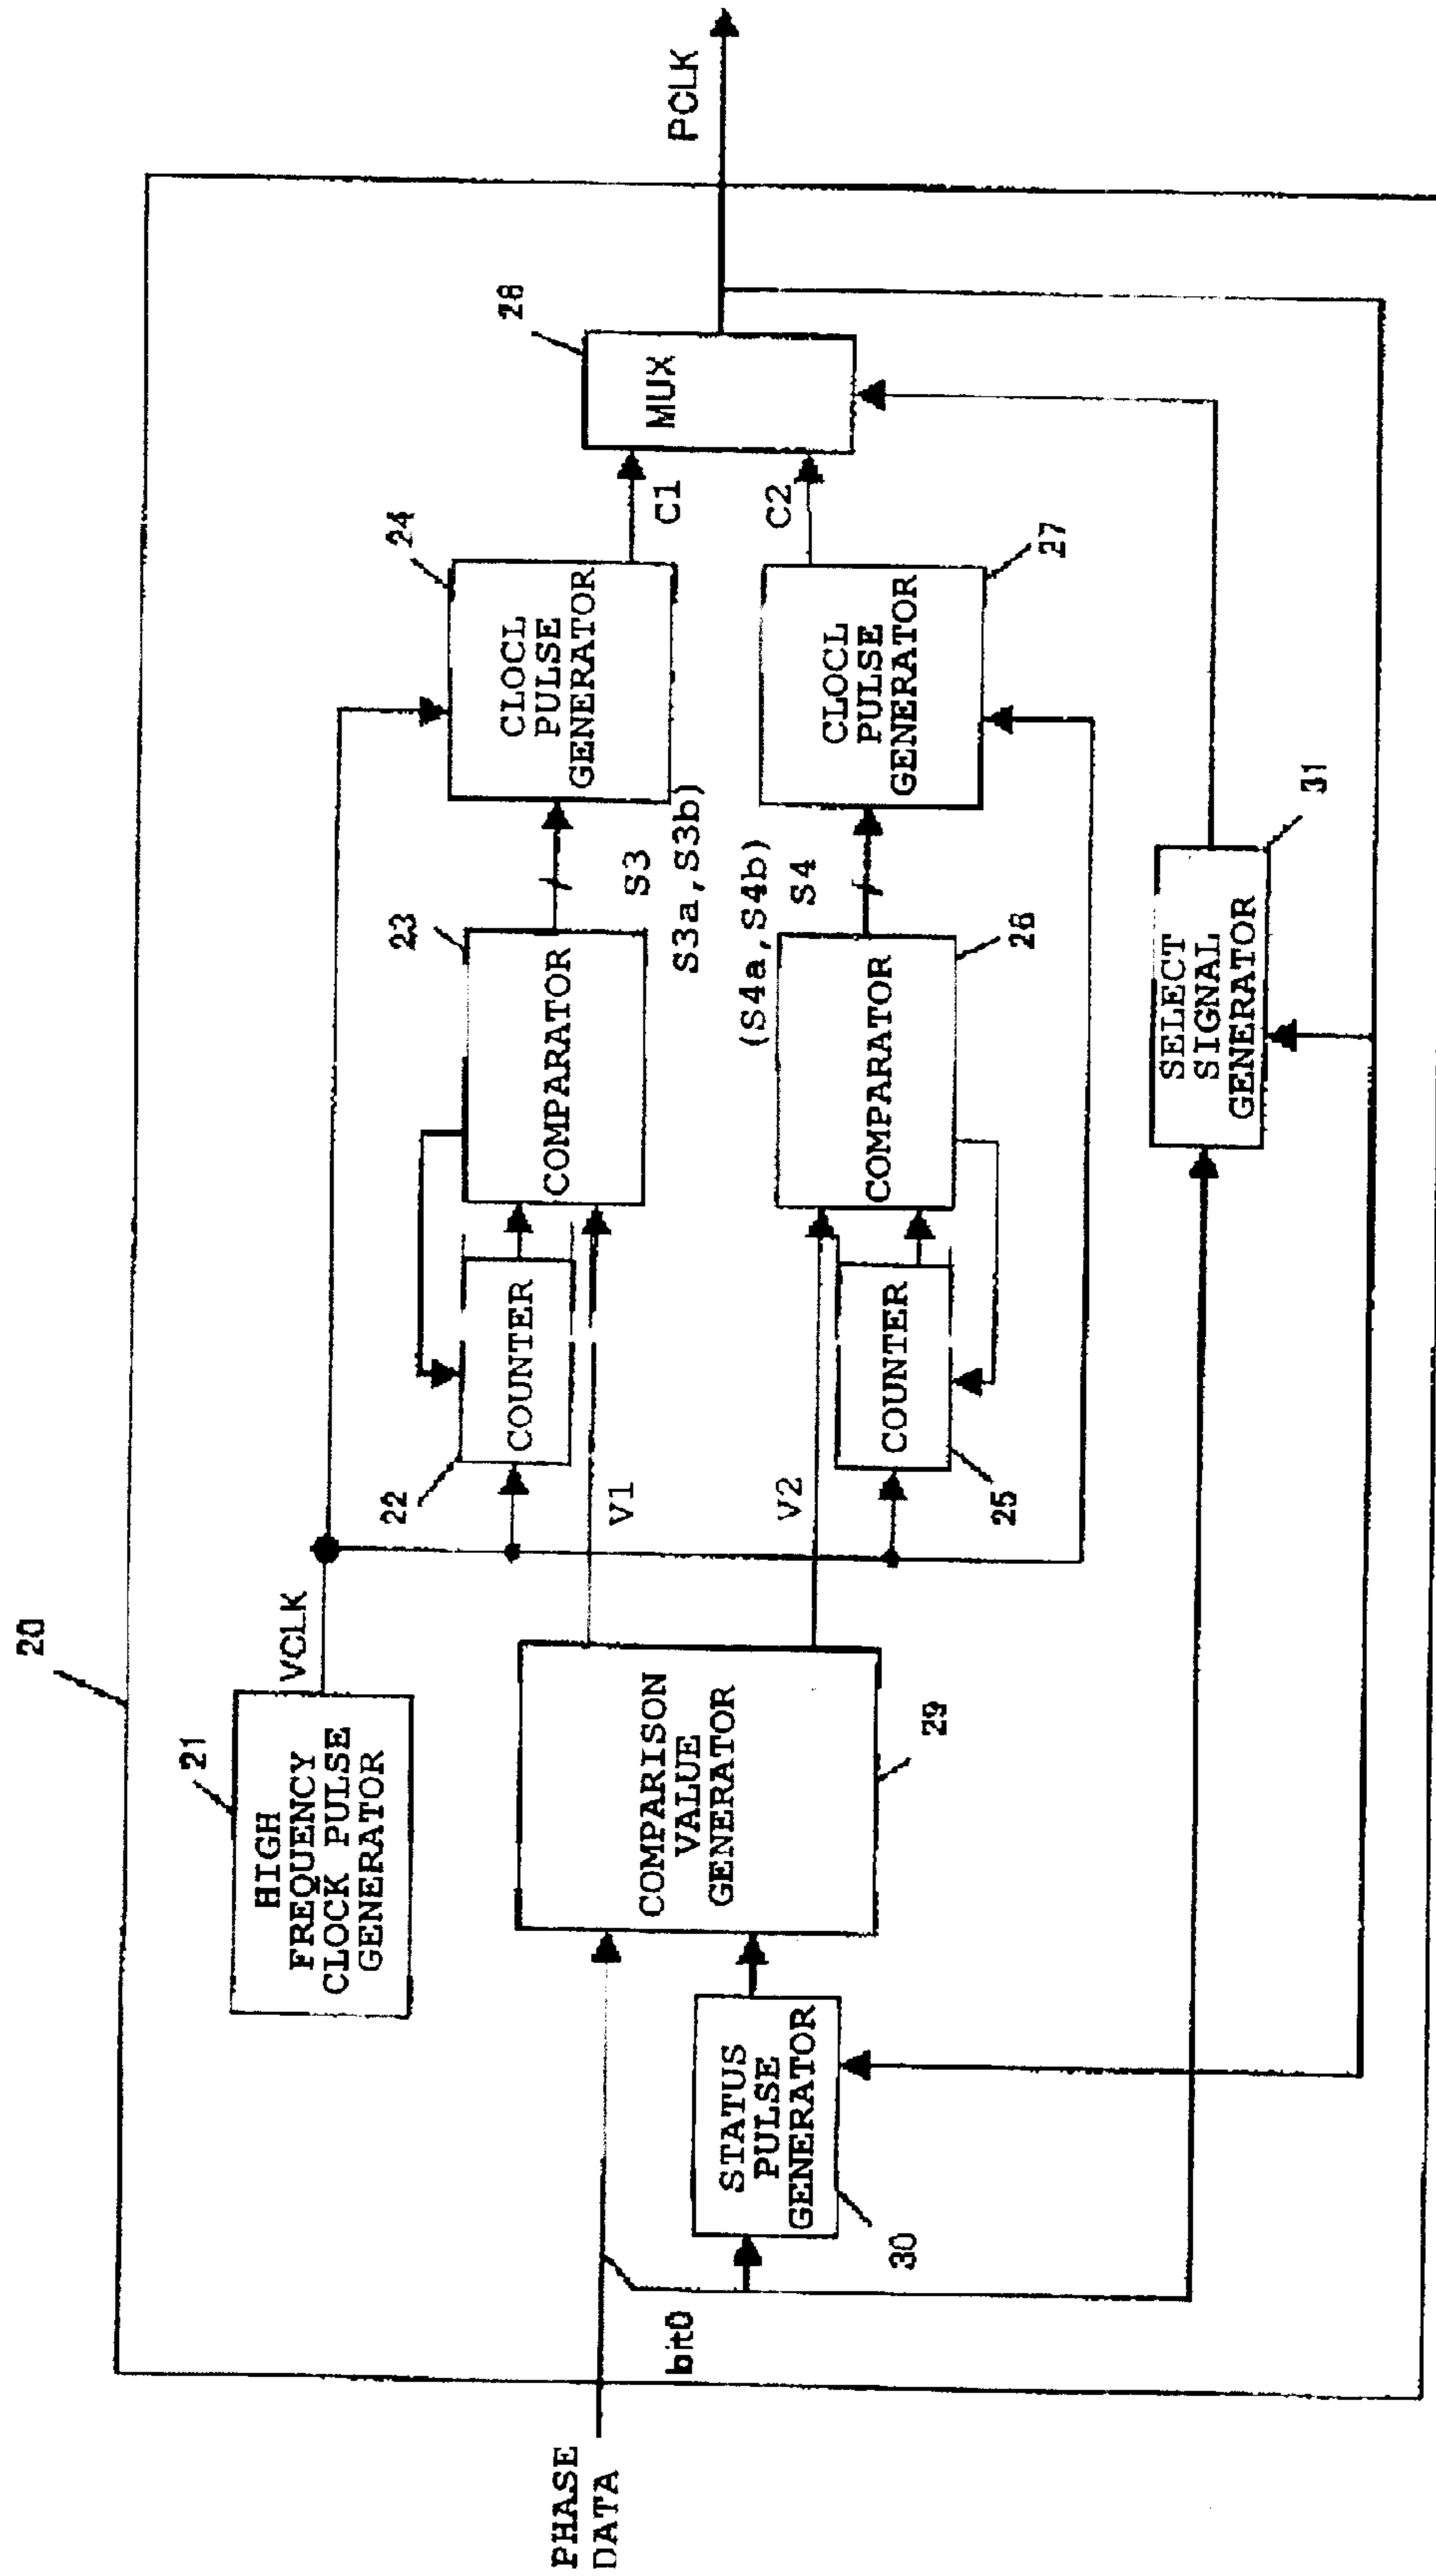 20
21
HIGH
FREQUENCY
CLOCK PULSE
GENERATOR
VCLK
22
COUNTER
23
COMPARATOR
S3
S3a,S3b)
24
CLOCL
PULSE
GENERATOR
C1
28
MUX
PCLK
PHASE
DATA
bit0
STATUS
PULSE
GENERATOR
30
COMPARISON
VALUE
GENERATOR
29
V1
V2
COUNTER
25
COMPARATOR
26
(S4a,S4b)
S4
CLOCL
PULSE
GENERATOR
27
C2
SELECT
SIGNAL
GENERATOR
31